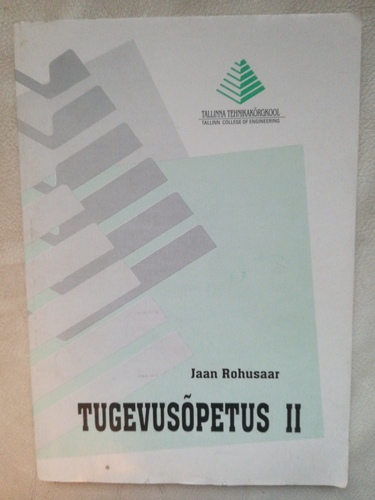 TALLINNA TEHNIKAKÕRGKOOL
TALLINN COLLEGE OF ENGINEERING
Jaan Rohusaar
TUGEVUSÕPETUS II